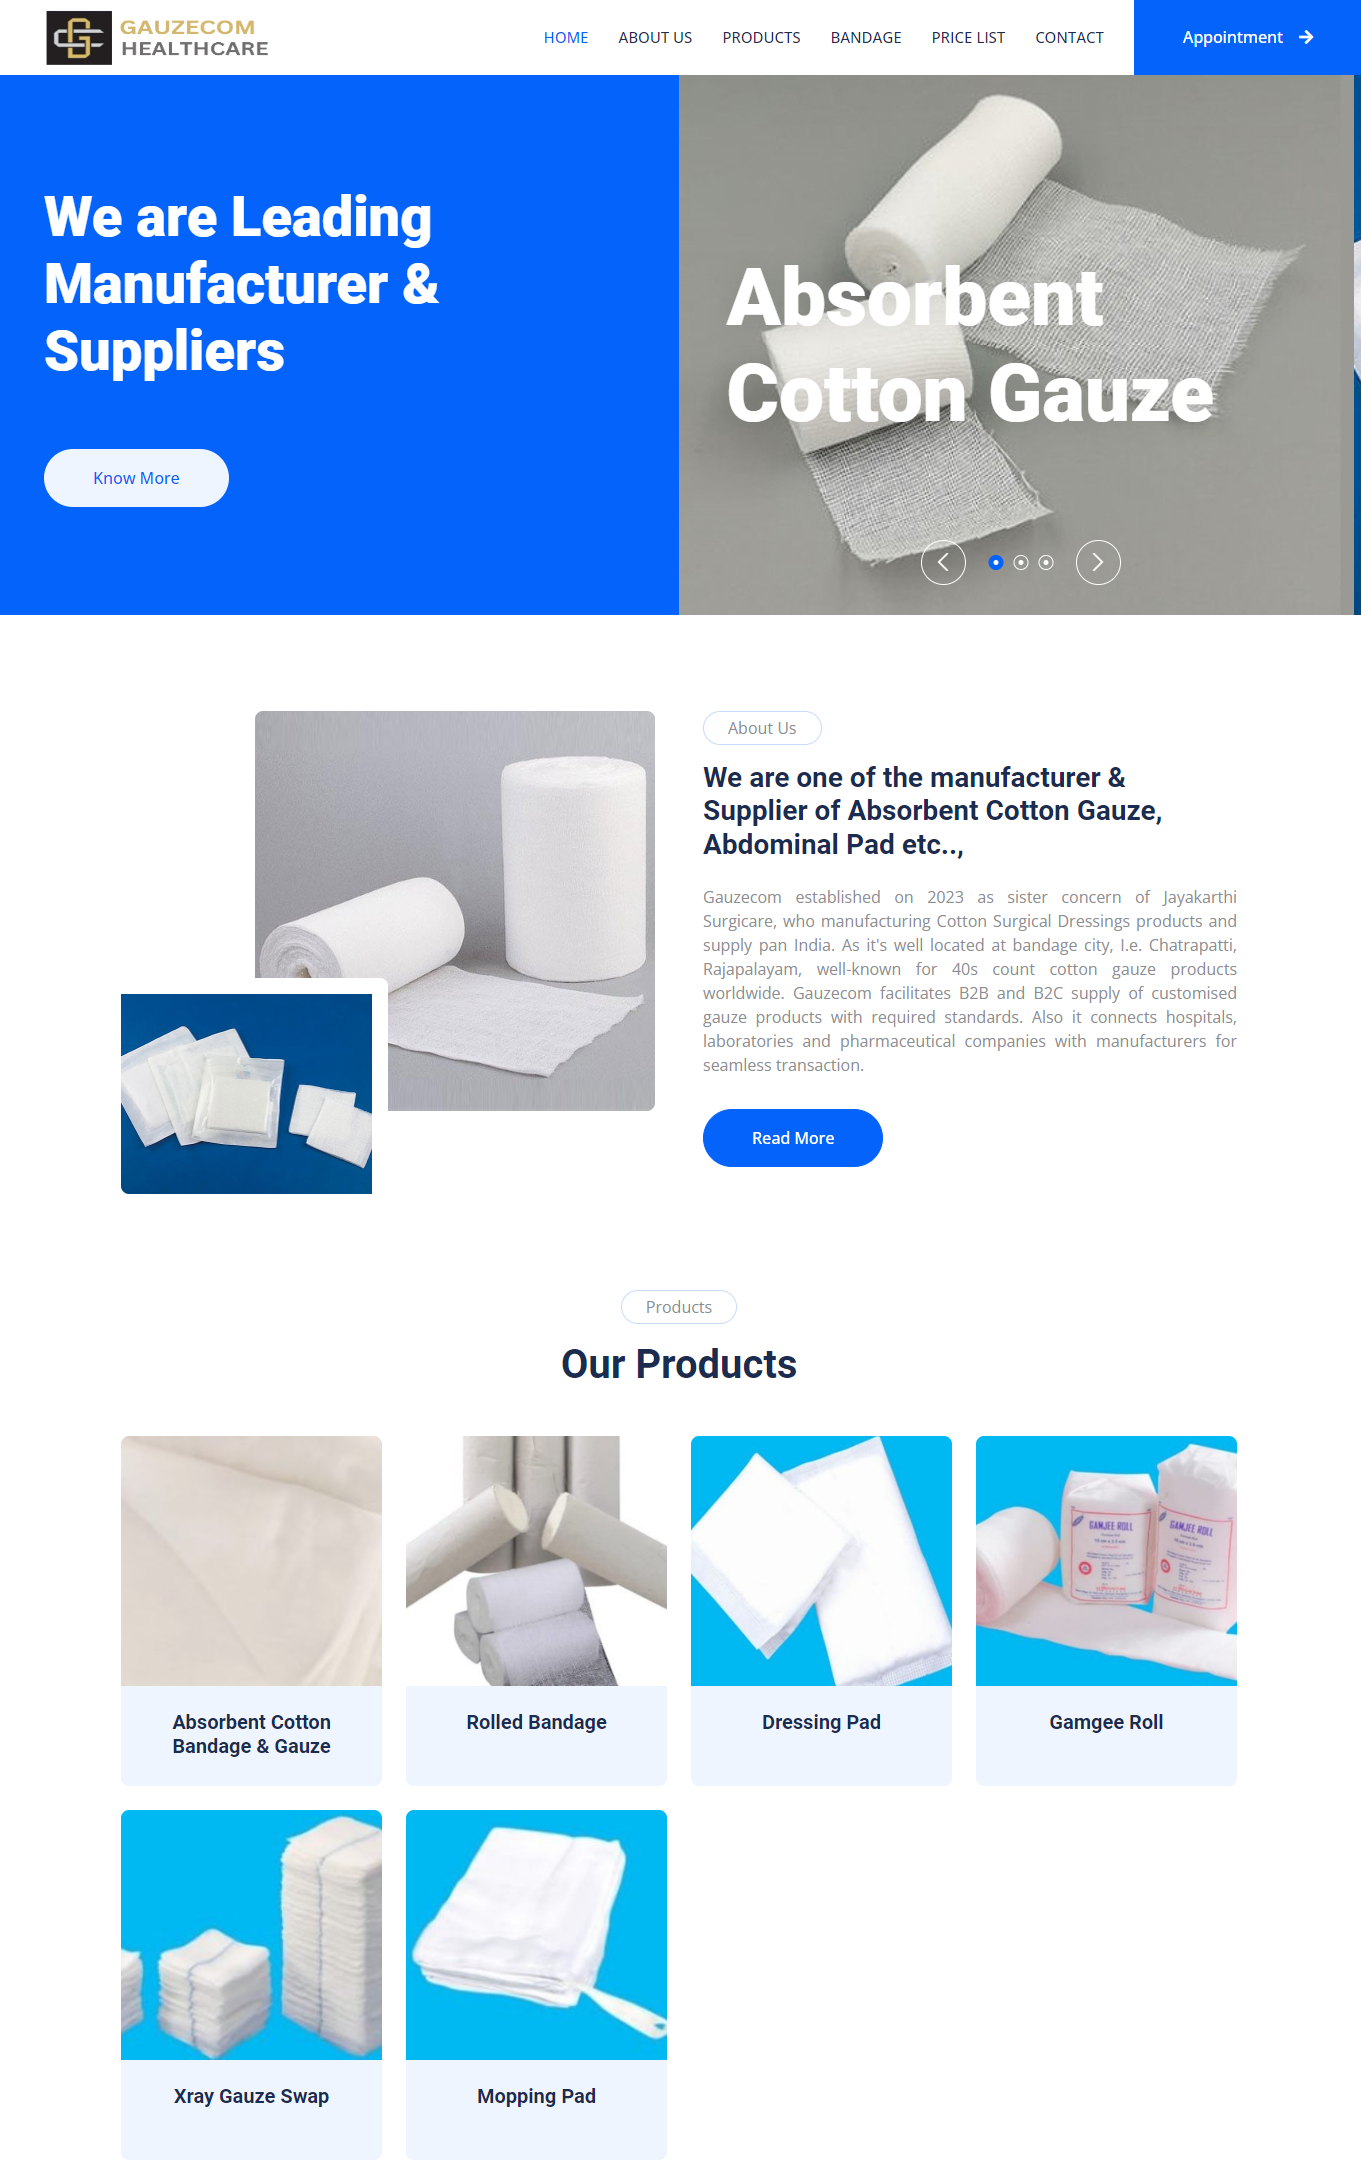 GAUZECOM
HEALTHCARE
HOME ABOUT US PRODUCTS BANDAGE PRICE LIST CONTACT Appointment
We are Leading
Manufacturer &
Suppliers
Know More
Absorbent
Cotton Gauze
About Us
We are one of the manufacturer &
Supplier of Absorbent Cotton Gauze,
Abdominal Pad etc..,
Gauzecom established on 2023 as sister concern of Jayakarthi
Surgicare, who manufacturing Cotton Surgical Dressings products and
supply pan India. As it's well located at bandage city, I.e. Chatrapatti,
Rajapalayam, well-known for 40s count cotton gauze products
worldwide. Gauzecom facilitates B2B and B2C supply of customised
gauze products with required standards. Also it connects hospitals,
laboratories and pharmaceutical companies with manufacturers for
seamless transaction.
Read More
Products
Our Products
GAMJEE ROLL
GAMJEE ROLL
Absorbent Cotton
Bandage & Gauze
Rolled Bandage
Dressing Pad
Gamgee Roll
Xray Gauze Swap
Mopping Pad